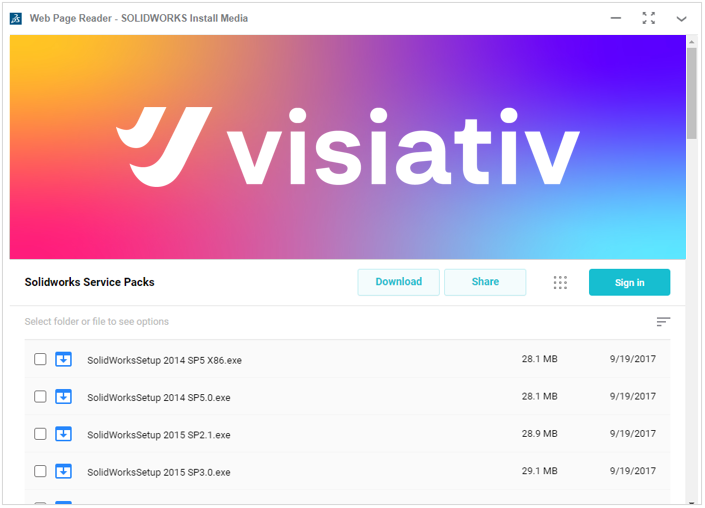 Web Page Reader - SOLIDWORKS Install Media
visiativ
Solidworks Service Packs
Download
Share
Sign in
Select folder or file to see options
SolidWorksSetup 2014 SP5 X86.exe 28.1 MB 9/19/2017
SolidWorksSetup 2014 SP5.0.exe 28.1 MB 9/19/2017
SolidWorksSetup 2015 SP2.1.exe 28.9 MB 9/19/2017
SolidWorksSetup 2015 SP3.0.exe 29.1 MB 9/19/2017